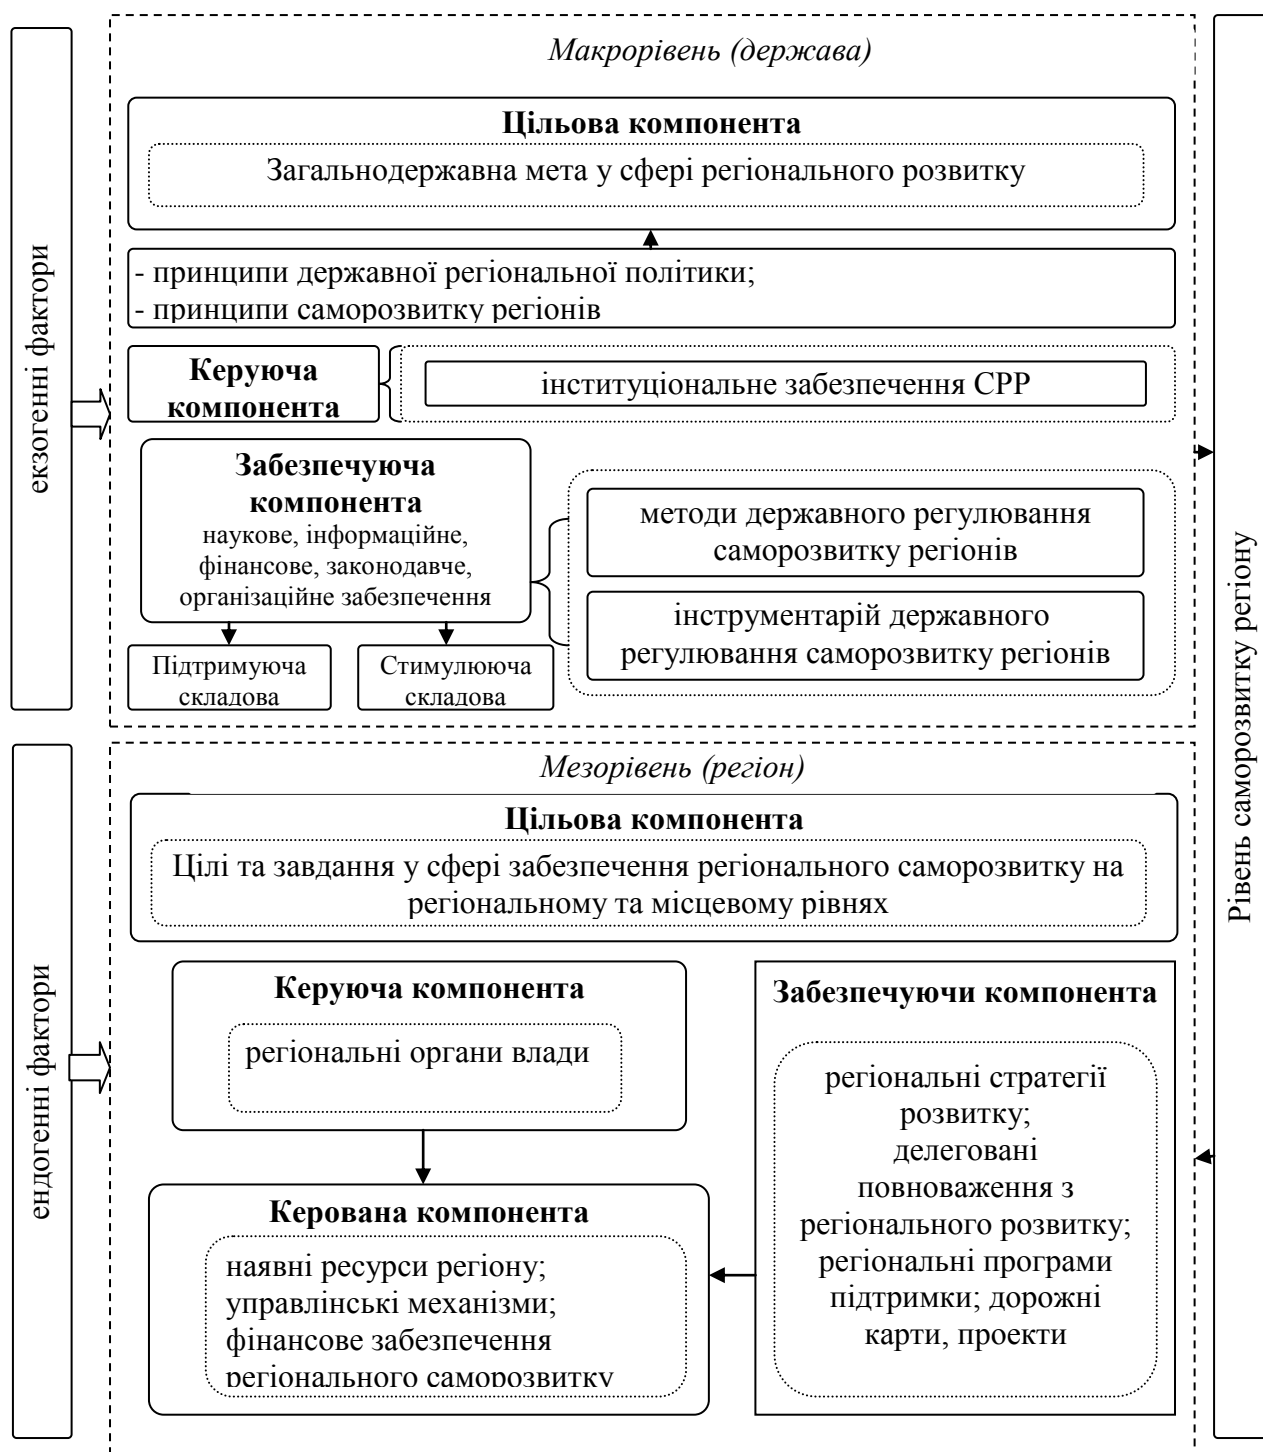 екзогенні фактори
Макрорівень (держава)
Цільова компонента
Загальнодержавна мета у сфері регіонального розвитку
- принципи державної регіональної політики;
- принципи саморозвитку регіонів
Керуюча
компонента
інституціональне забезпечення СРР
Забезпечуюча
компонента
наукове, інформаційне,
фінансове, законодавче,
організаційне забезпечення
методи державного регулювання
саморозвитку регіонів
інструментарій державного
регулювання саморозвитку регіонів
Підтримуюча
складова
Стимулююча
складова
Рівень саморозвитку регіону
ендогенні фактори
Мезорівень (регіон)
Цільова компонента
Цілі та завдання у сфері забезпечення регіонального саморозвитку на
регіональному та місцевому рівнях
Керуюча компонента
регіональні органи влади
Забезпечуючи компонента
регіональні стратегії
розвитку;
делеговані
повноваження з
регіонального розвитку;
регіональні програми
підтримки; дорожні
карти, проекти
Керована компонента
наявні ресурси регіону;
управлінські механізми;
фінансове забезпечення
регіонального саморозвитку